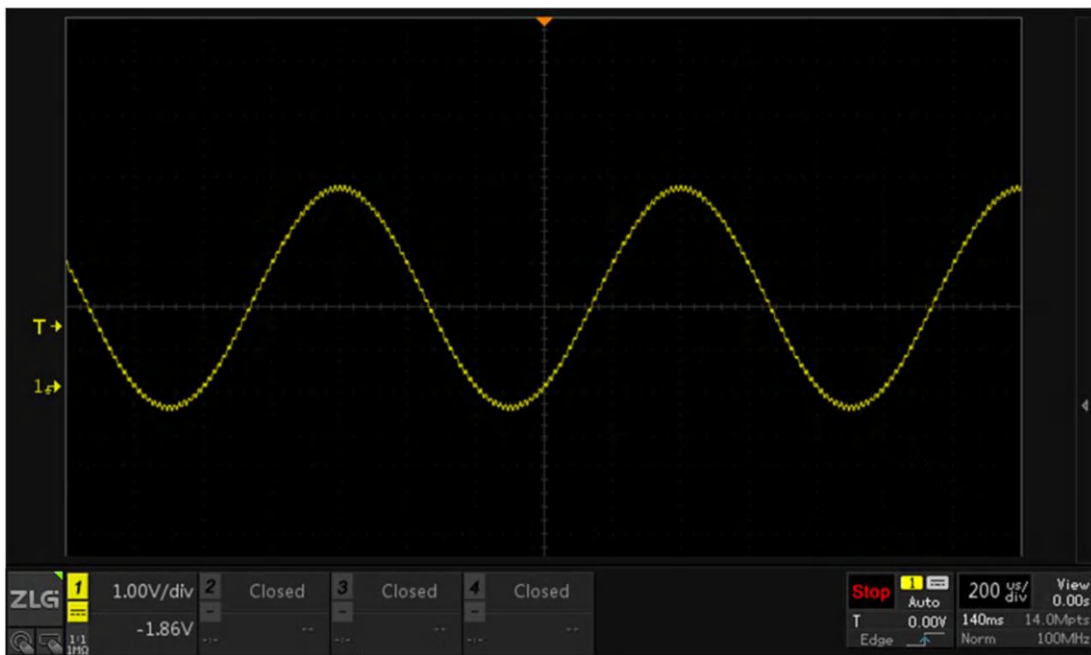 T
1
ZLG
1
1.00V/div
-1.86V
1:1
1MΩ
2
Closed
-
-:-
--
3
Closed
-
-:-
--
4
Closed
-
-:-
--
Stop
1
Auto
T 0.00V
Edge
200 us/div
View
0.00s
140ms 14.0Mpts
Norm 100MHz